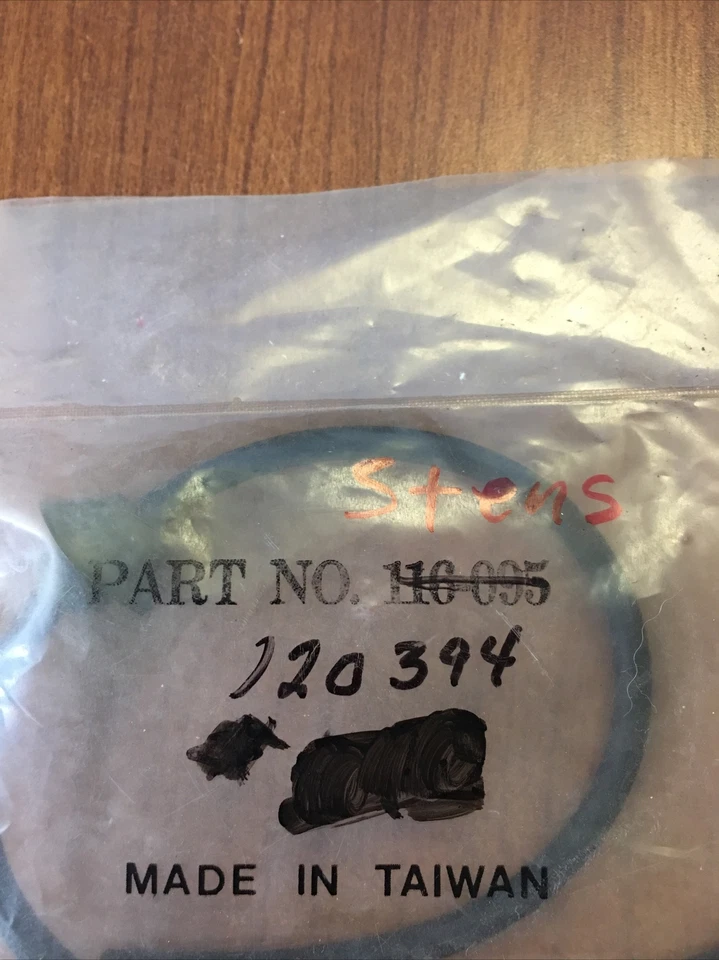 Stens
PART NO. 116-095
120394
MADE IN TAIWAN